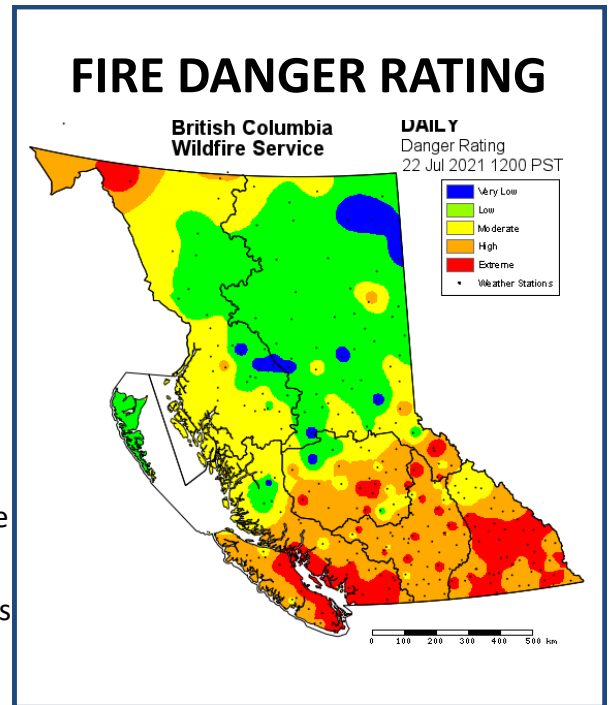 FIRE DANGER RATING
British Columbia
Wildfire Service
DAILY
Danger Rating
22 Jul 2021 1200 PST
Very Low
Low
Moderate
High
Extreme
Weather Stations
e
s
0 100 200 300 400 500 km